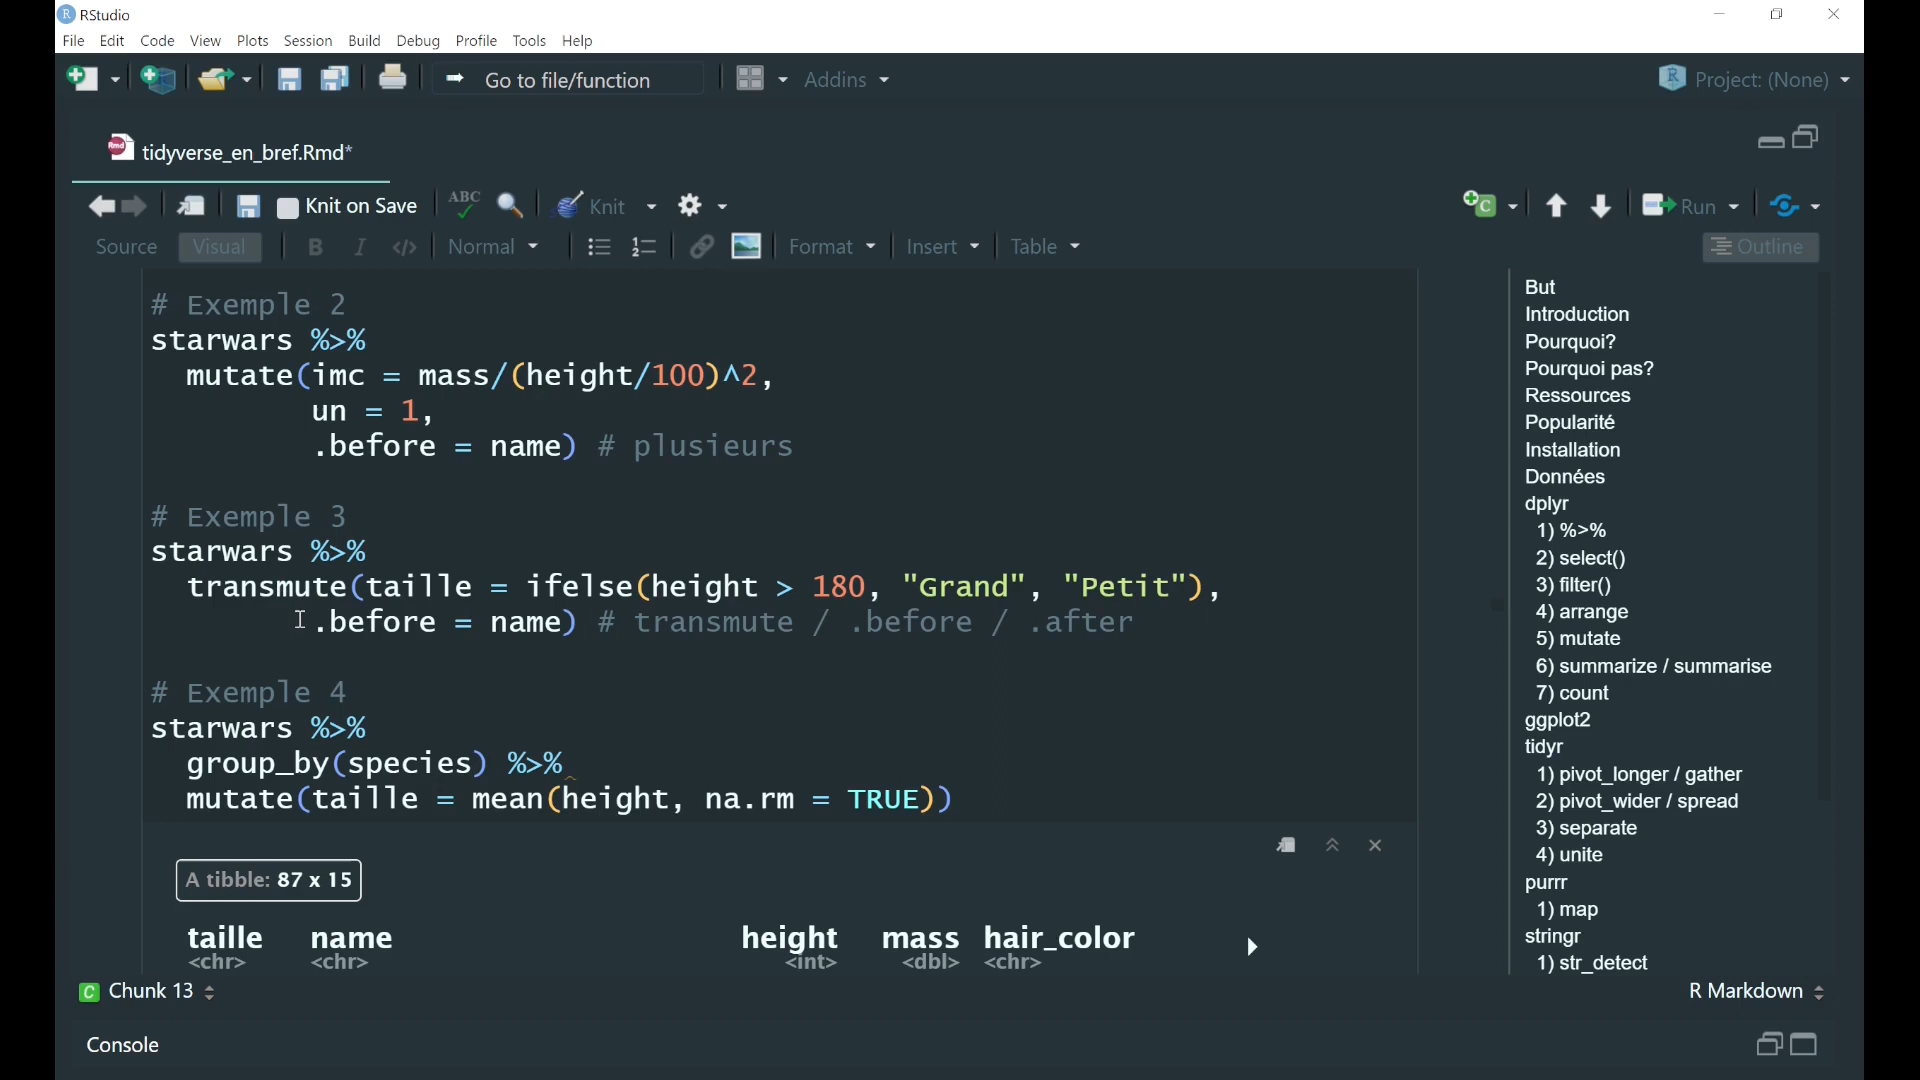 RStudio
File Edit Code View Plots Session Build Debug Profile Tools Help
Go to file/function Addins Project: (None)
tidyverse_en_bref.Rmd*
Knit on Save ABC Knit Run
Source Visual B I </> Normal Format Insert Table Outline
# Exemple 2
starwars %>%
mutate(imc = mass/(height/100)^2,
un = 1,
.before = name) # plusieurs
# Exemple 3
starwars %>%
transmute(taille = ifelse(height > 180, "Grand", "Petit"),
.before = name) # transmute / .before / .after
# Exemple 4
starwars %>%
group_by(species) %>%
mutate(taille = mean(height, na.rm = TRUE))
A tibble: 87 x 15
taille name height mass hair_color
<chr> <chr> <int> <dbl> <chr>
But
Introduction
Pourquoi?
Pourquoi pas?
Ressources
Popularité
Installation
Données
dplyr
1) %>%
2) select()
3) filter()
4) arrange
5) mutate
6) summarize / summarise
7) count
ggplot2
tidyr
1) pivot_longer / gather
2) pivot_wider / spread
3) separate
4) unite
purrr
1) map
stringr
1) str_detect
C Chunk 13 R Markdown
Console